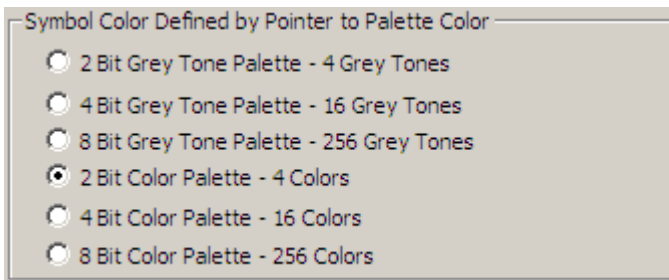 Symbol Color Defined by Pointer to Palette Color
2 Bit Grey Tone Palette - 4 Grey Tones
4 Bit Grey Tone Palette - 16 Grey Tones
8 Bit Grey Tone Palette - 256 Grey Tones
2 Bit Color Palette - 4 Colors
4 Bit Color Palette - 16 Colors
8 Bit Color Palette - 256 Colors